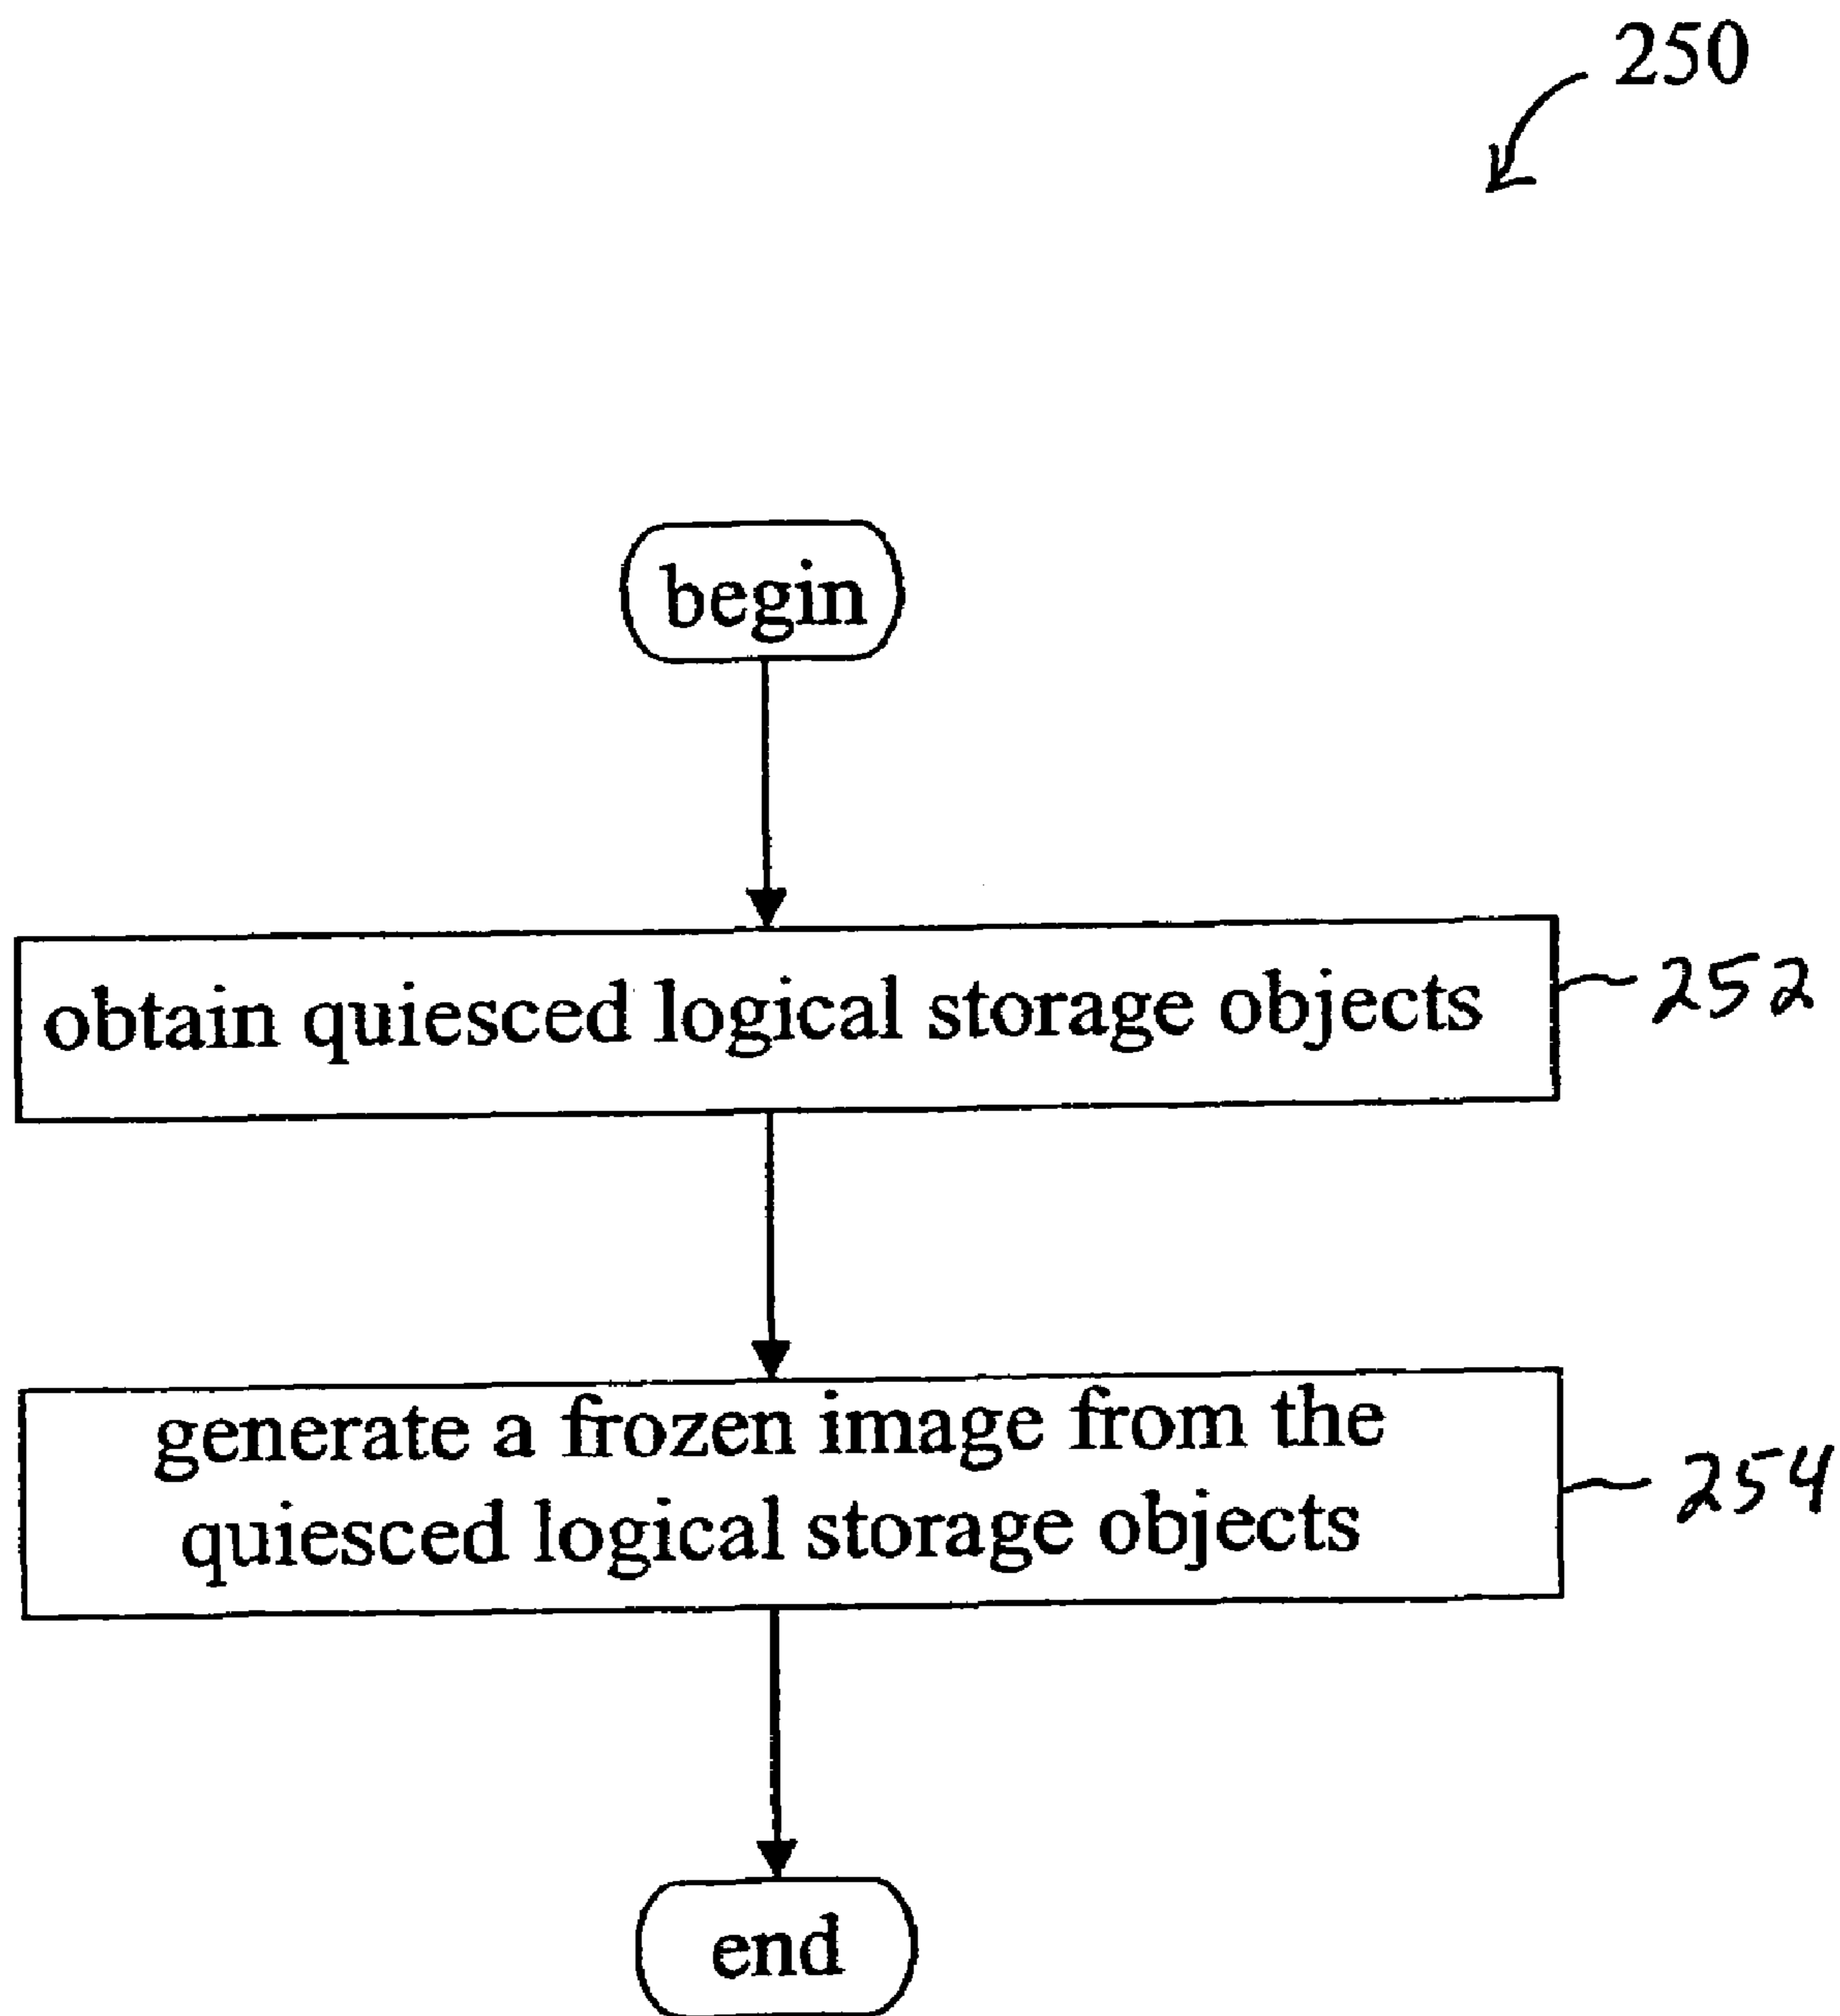 250
begin
obtain quiesced logical storage objects
252
generate a frozen image from the
quiesced logical storage objects
254
end